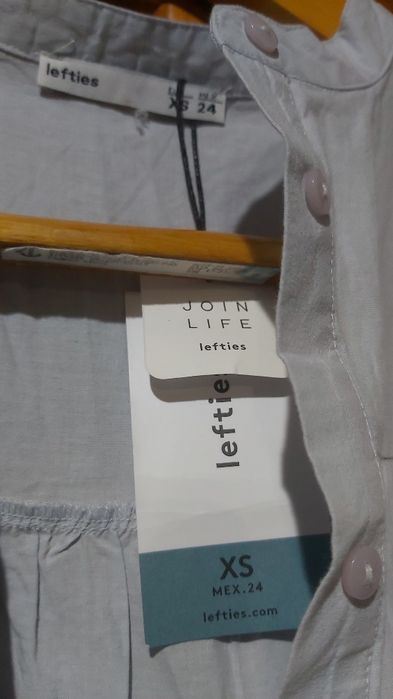 lefties
XS 24
JOIN
LIFE
lefties
lefties
XS
MEX.24
lefties.com